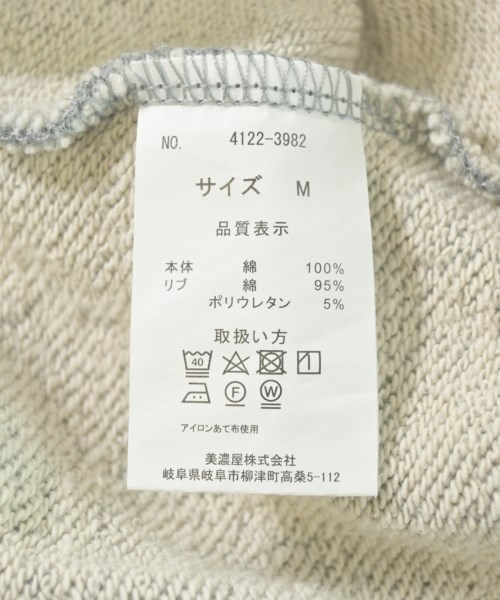 NO. 4122-3982
サイズ M
品質表示
本体 綿 100%
リブ 綿 95%
ポリウレタン 5%
取扱い方
40
F W
アイロンあて布使用
美濃屋株式会社
岐阜県岐阜市柳津町高桑5-112